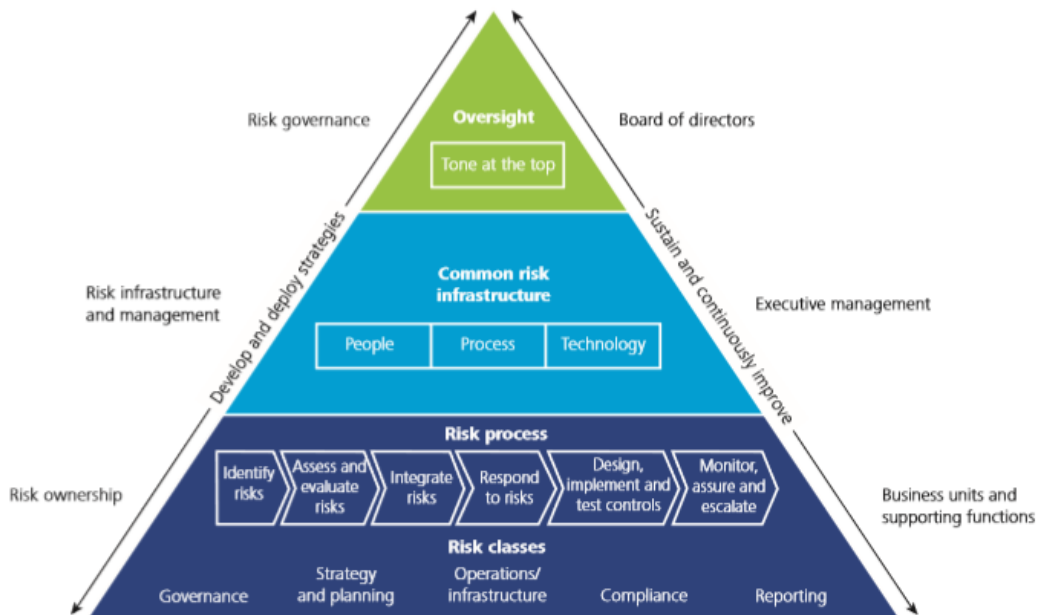 Risk governance
Oversight
Board of directors
Tone at the top
Develop and deploy strategies
Sustain and continuously improve
Risk infrastructure
and management
Common risk
infrastructure
Executive management
People
Process
Technology
Risk ownership
Risk process
Identify
risks
Assess and
evaluate
risks
Integrate
risks
Respond
to risks
Design,
implement and
test controls
Monitor,
assure and
escalate
Business units and
supporting functions
Risk classes
Governance
Strategy
and planning
Operations/
infrastructure
Compliance
Reporting